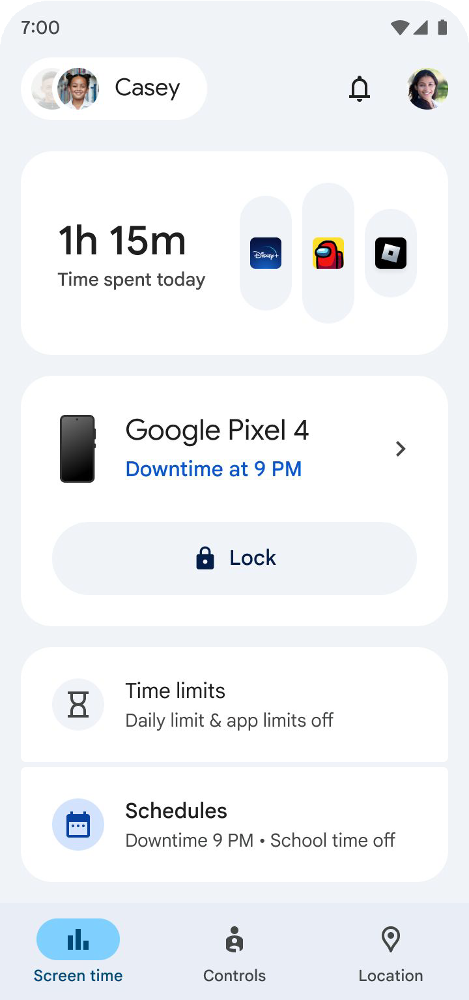 7:00
Casey
1h 15m
Time spent today
Disney+
Google Pixel 4
Downtime at 9 PM
Lock
Time limits
Daily limit & app limits off
Schedules
Downtime 9 PM • School time off
Screen time
Controls
Location